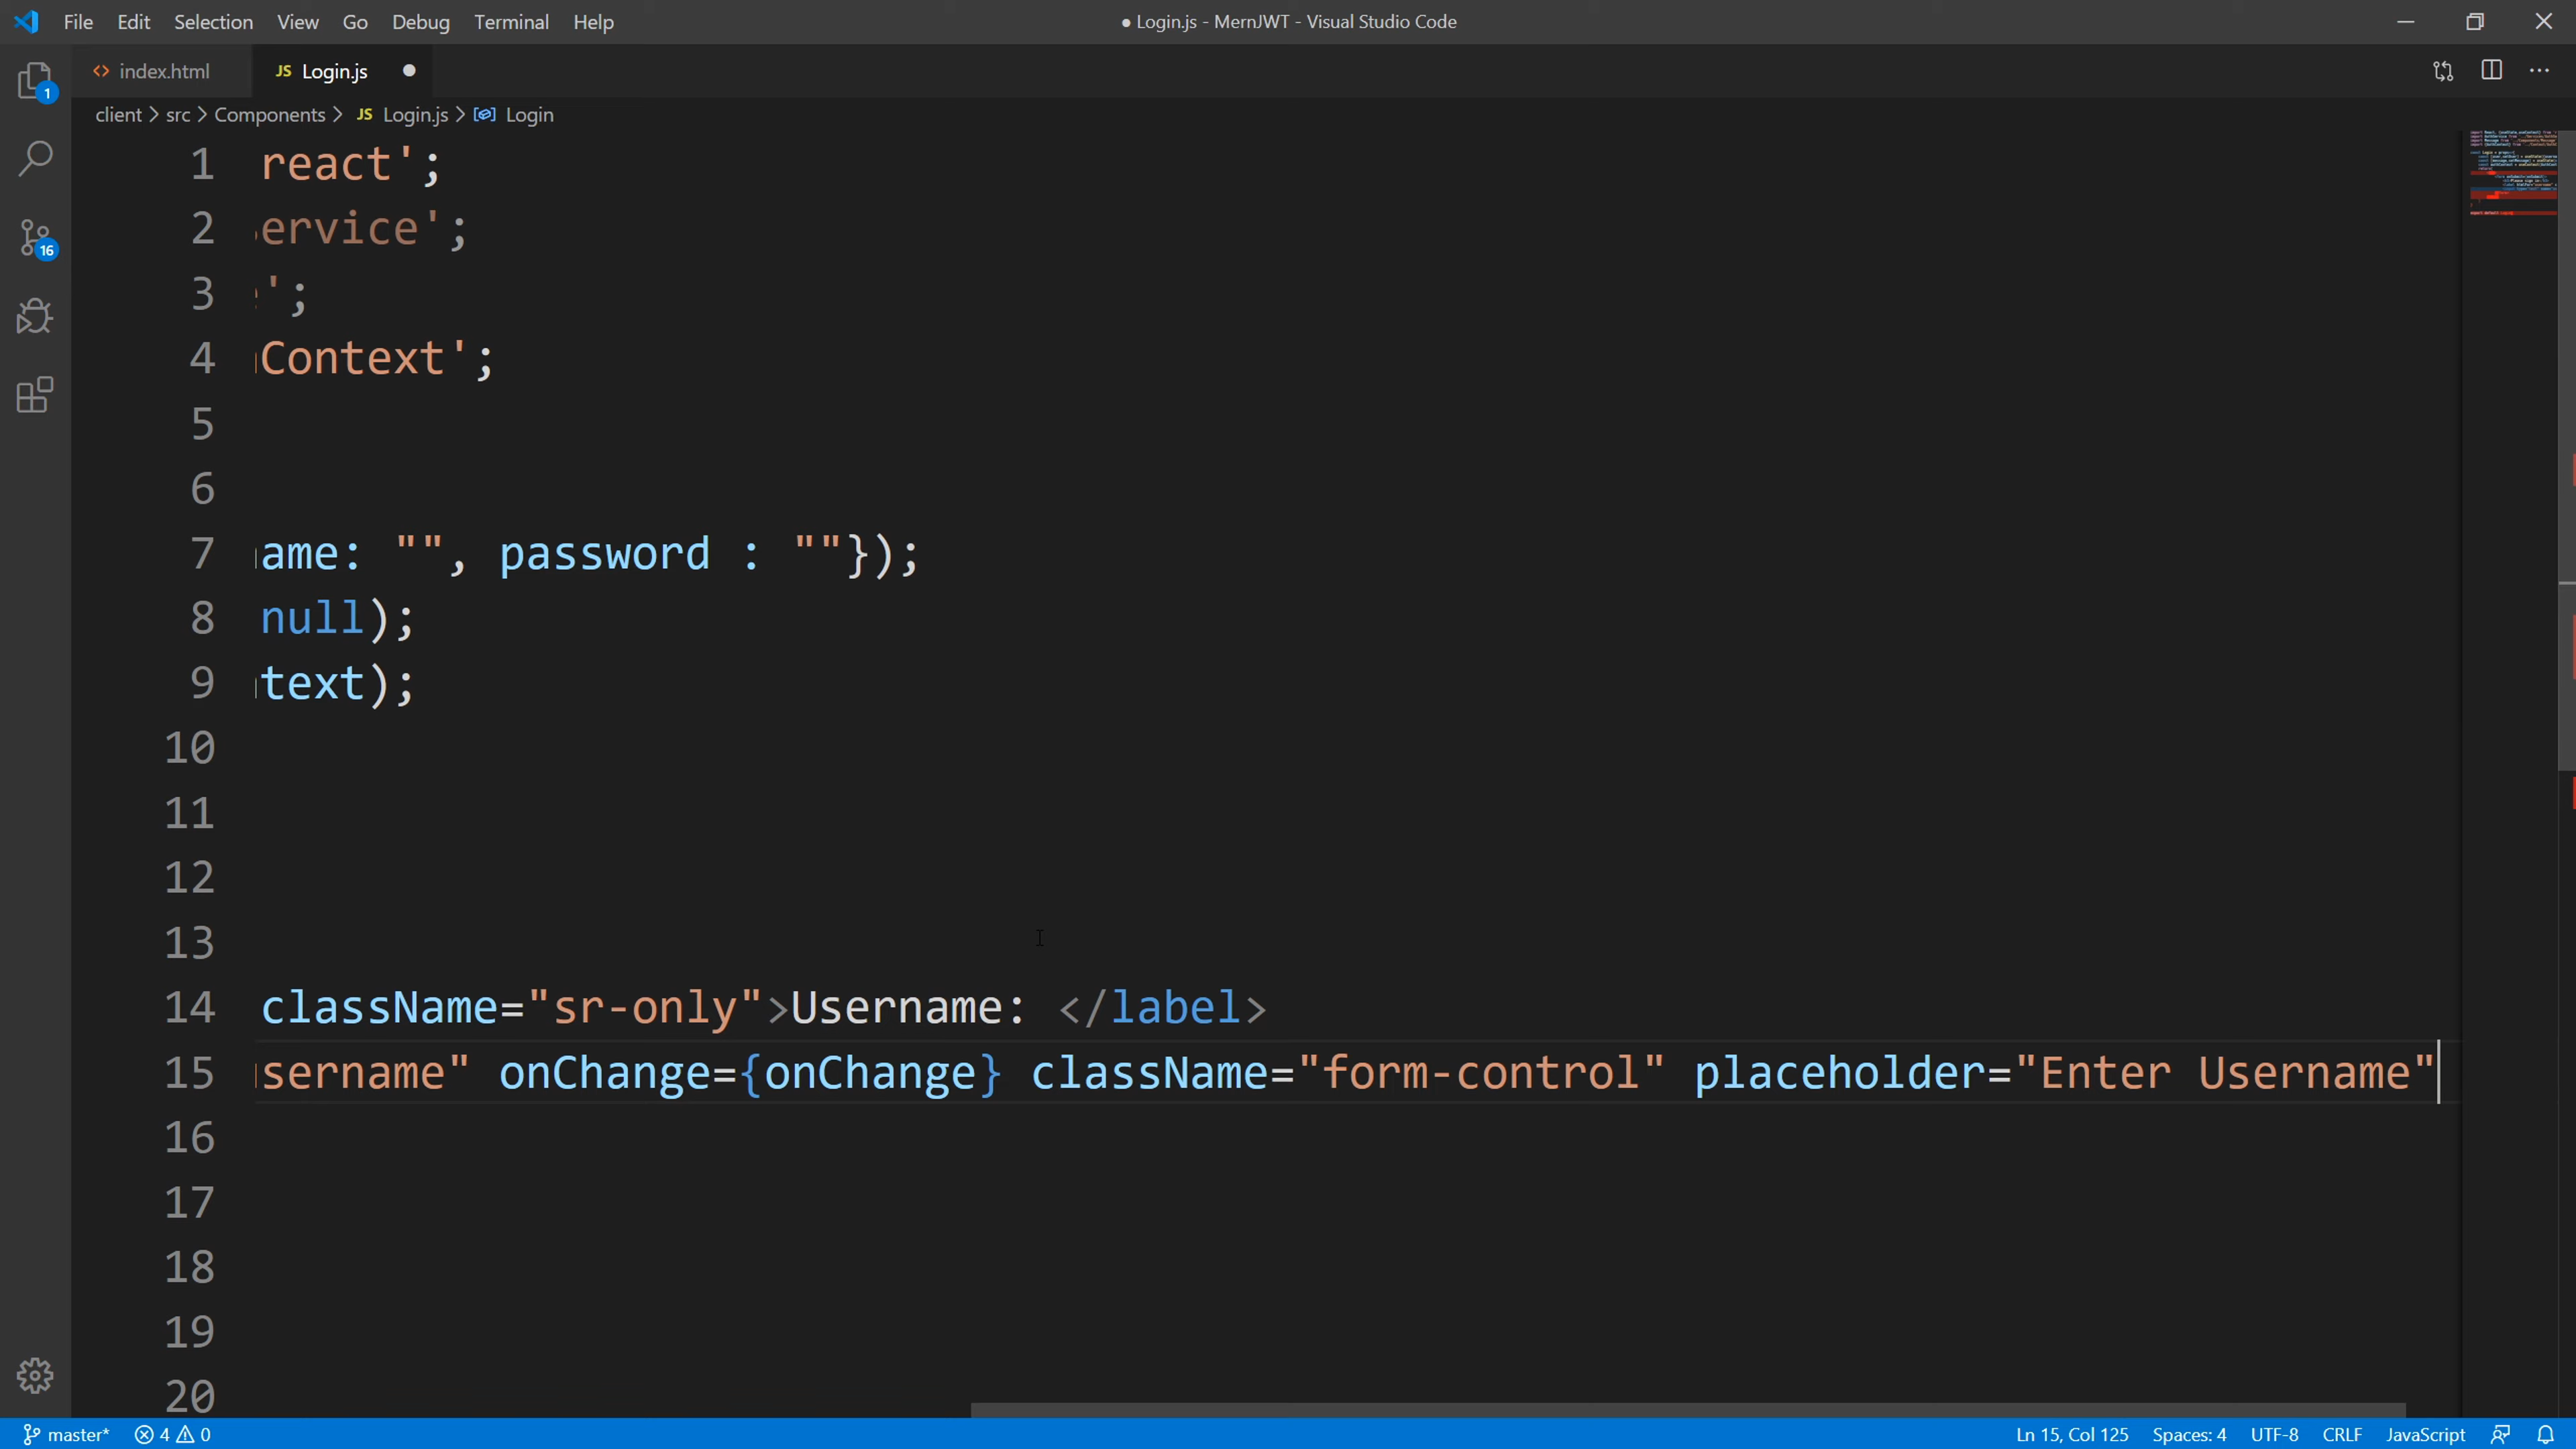 File Edit Selection View Go Debug Terminal Help
● Login.js - MernJWT - Visual Studio Code
index.html
JS Login.js ●
client > src > Components > JS Login.js > Login
1 react';
2 ervice';
3 ';
4 Context';
5
6
7 ame: "", password : ""});
8 null);
9 text);
10
11
12
13
14 className="sr-only">Username: </label>
15 sername" onChange={onChange} className="form-control" placeholder="Enter Username"
16
17
18
19
20
1
16
master* 4 0
Ln 15, Col 125 Spaces: 4 UTF-8 CRLF JavaScript